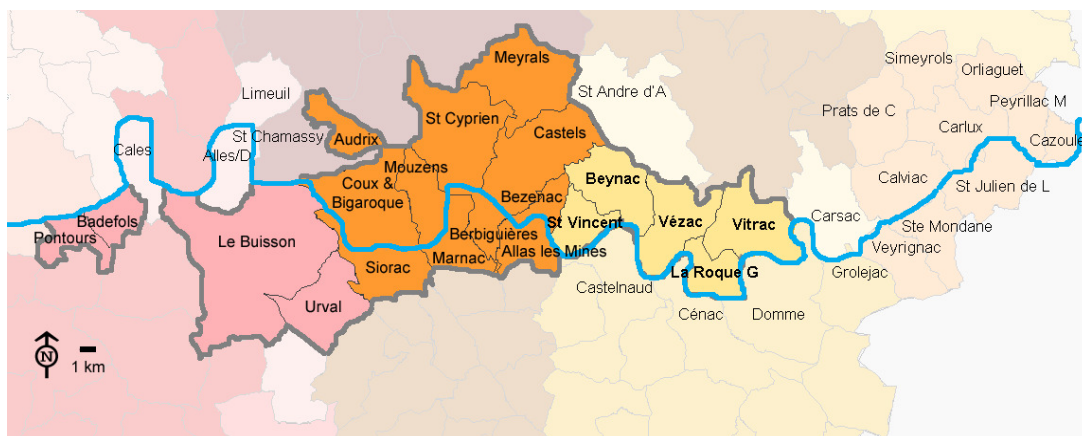 Simeyrols
Meyrals
Orliaguet
Limeuil
St Andre d'A
Peyrillac M
Prats de C
St Cyprien
Carlux
St Chamassy
Castels
Audrix
Cazoule
Cales
Alles/D
Mouzens
Beynac
Calviac
Coux &
Bigaroque
St Julien de L
Bezenac
Carsac
Badefols
St Vincent
Vézac
Vitrac
Ste Mondane
Pontours
Le Buisson
Berbiguières
Veyrignac
Allas les Mines
Marnac
Siorac
La Roque G
Grolejac
Castelnaud
Urval
Cénac
Domme
N
1 km